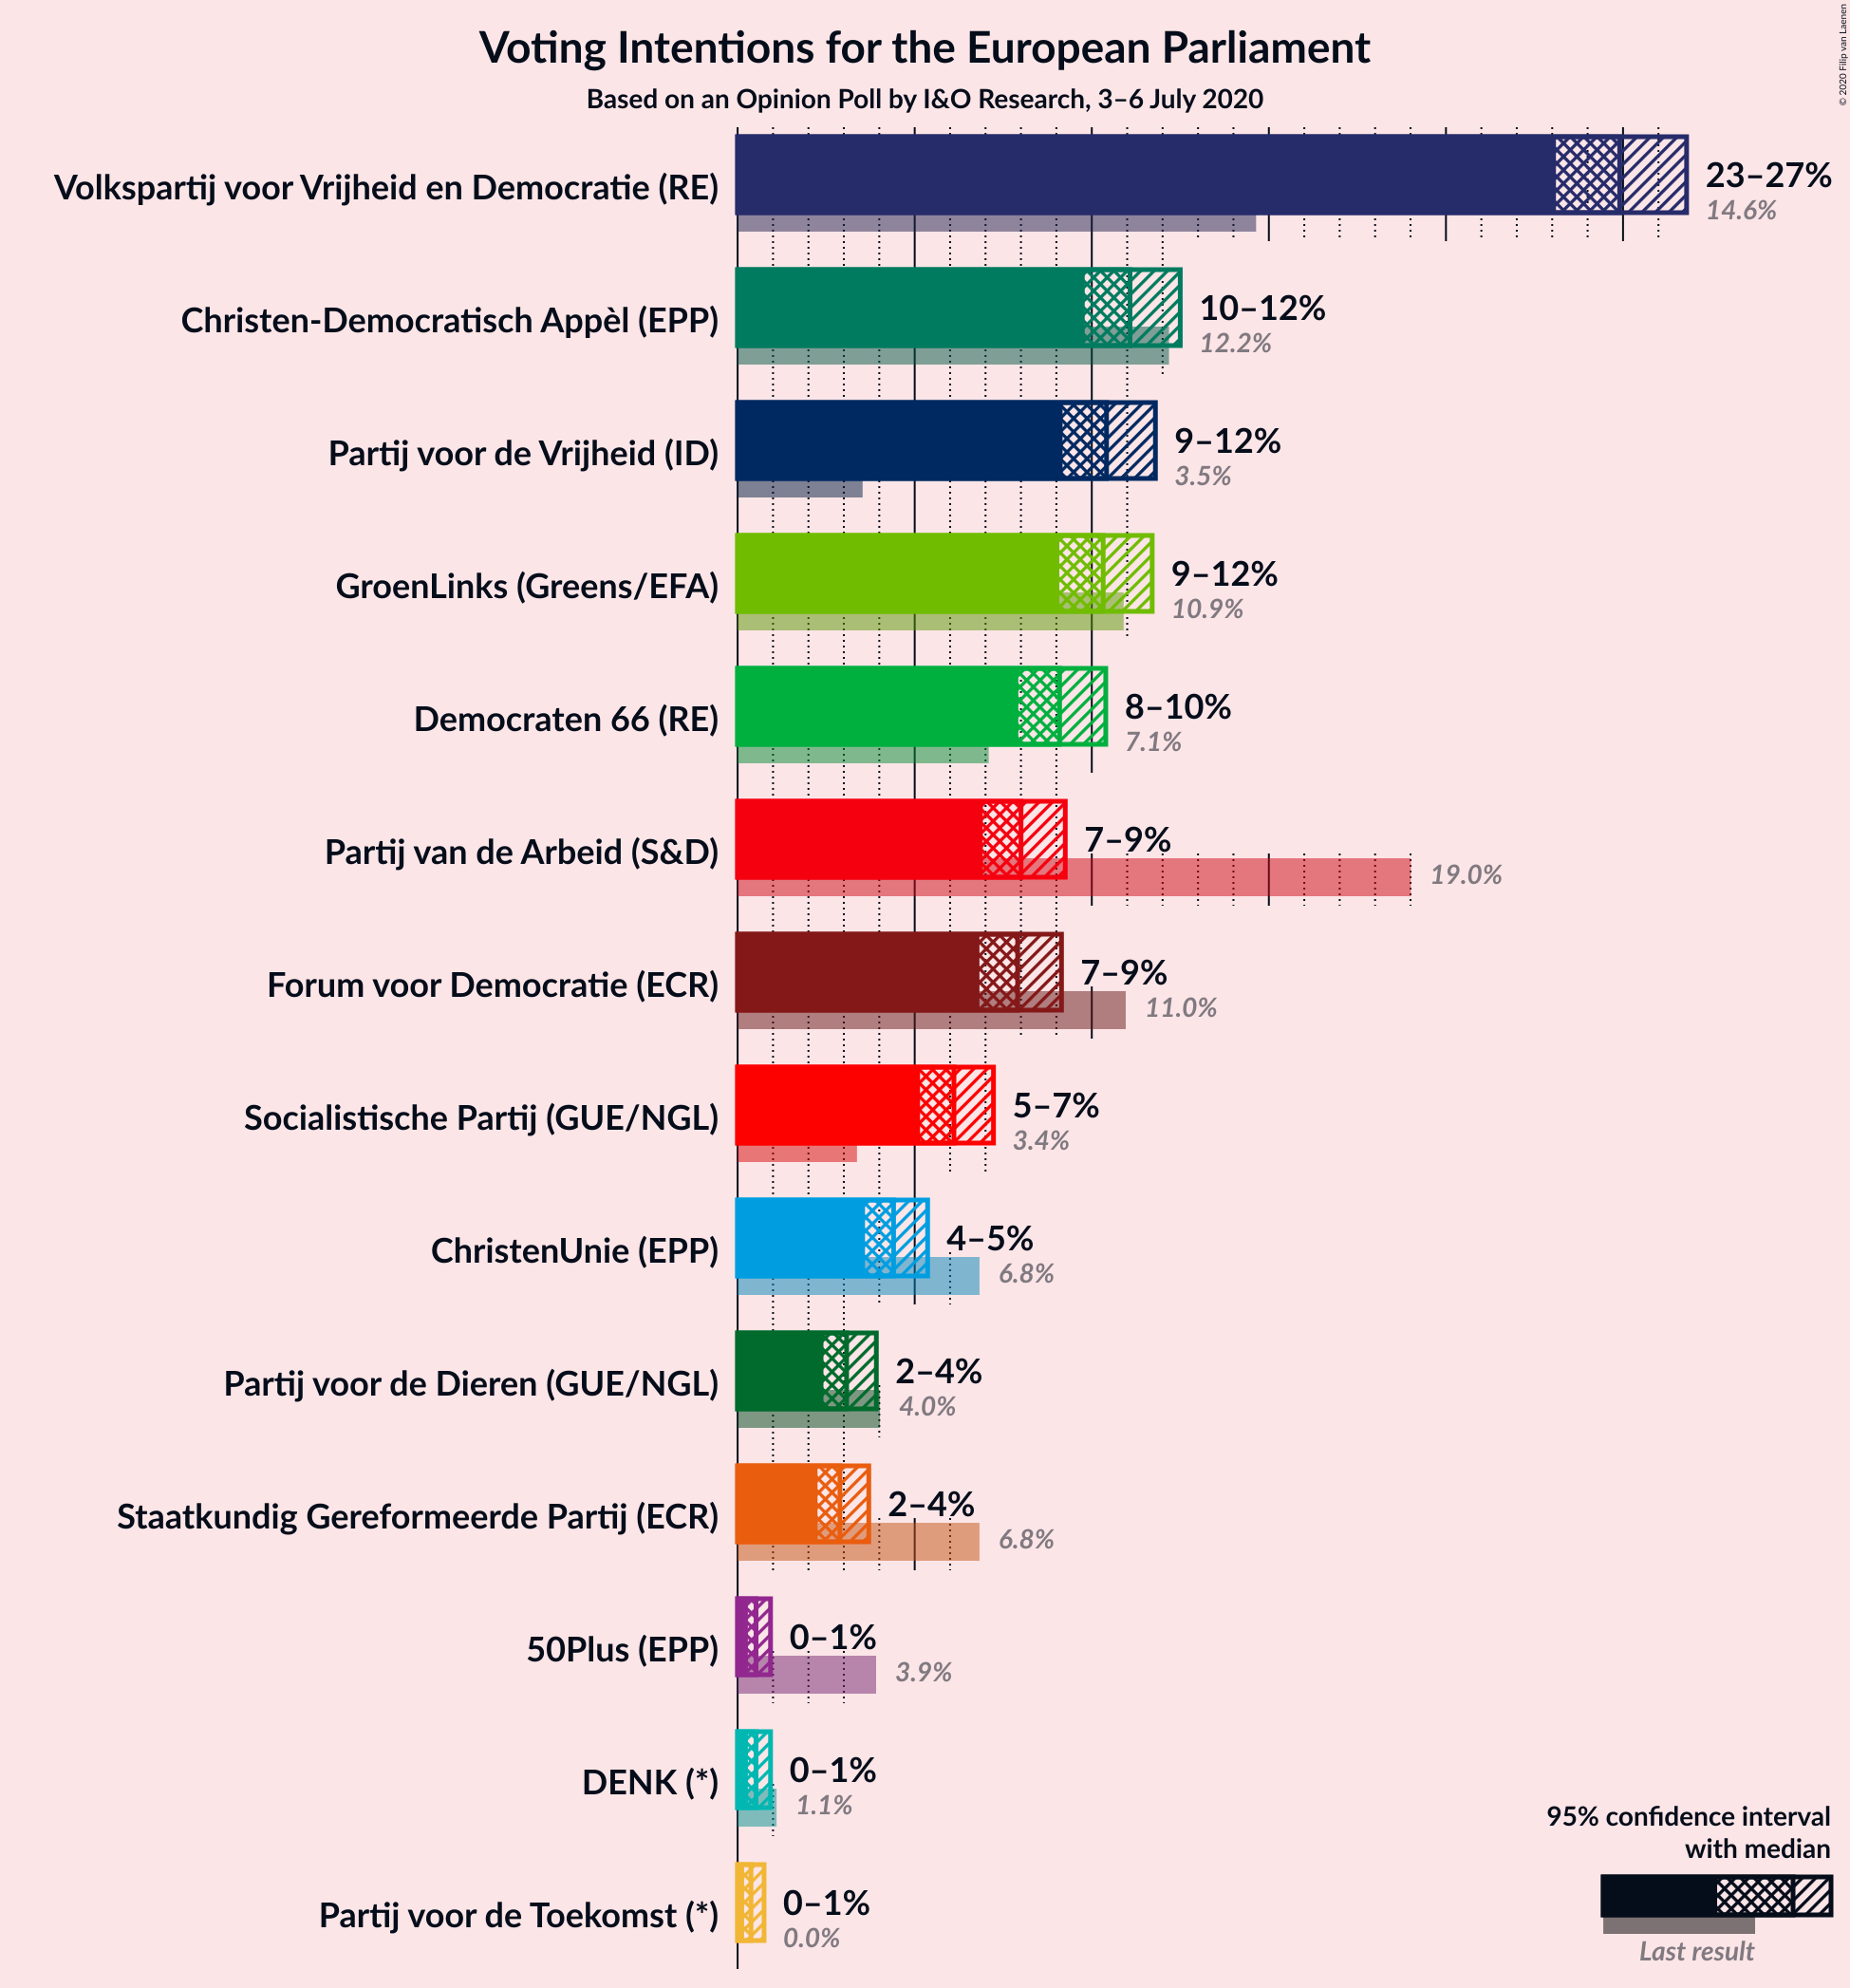 Voting Intentions for the European Parliament
Based on an Opinion Poll by I&O Research, 3–6 July 2020
© 2020 Filip van Laenen
Volkspartij voor Vrijheid en Democratie (RE)
23–27%
14.6%
Christen-Democratisch Appèl (EPP)
10–12%
12.2%
Partij voor de Vrijheid (ID)
9–12%
3.5%
GroenLinks (Greens/EFA)
9–12%
10.9%
Democraten 66 (RE)
8–10%
7.1%
Partij van de Arbeid (S&D)
7–9%
19.0%
Forum voor Democratie (ECR)
7–9%
11.0%
Socialistische Partij (GUE/NGL)
5–7%
3.4%
ChristenUnie (EPP)
4–5%
6.8%
Partij voor de Dieren (GUE/NGL)
2–4%
4.0%
Staatkundig Gereformeerde Partij (ECR)
2–4%
6.8%
50Plus (EPP)
0–1%
3.9%
DENK (*)
0–1%
1.1%
Partij voor de Toekomst (*)
0–1%
0.0%
95% confidence interval
with median
Last result